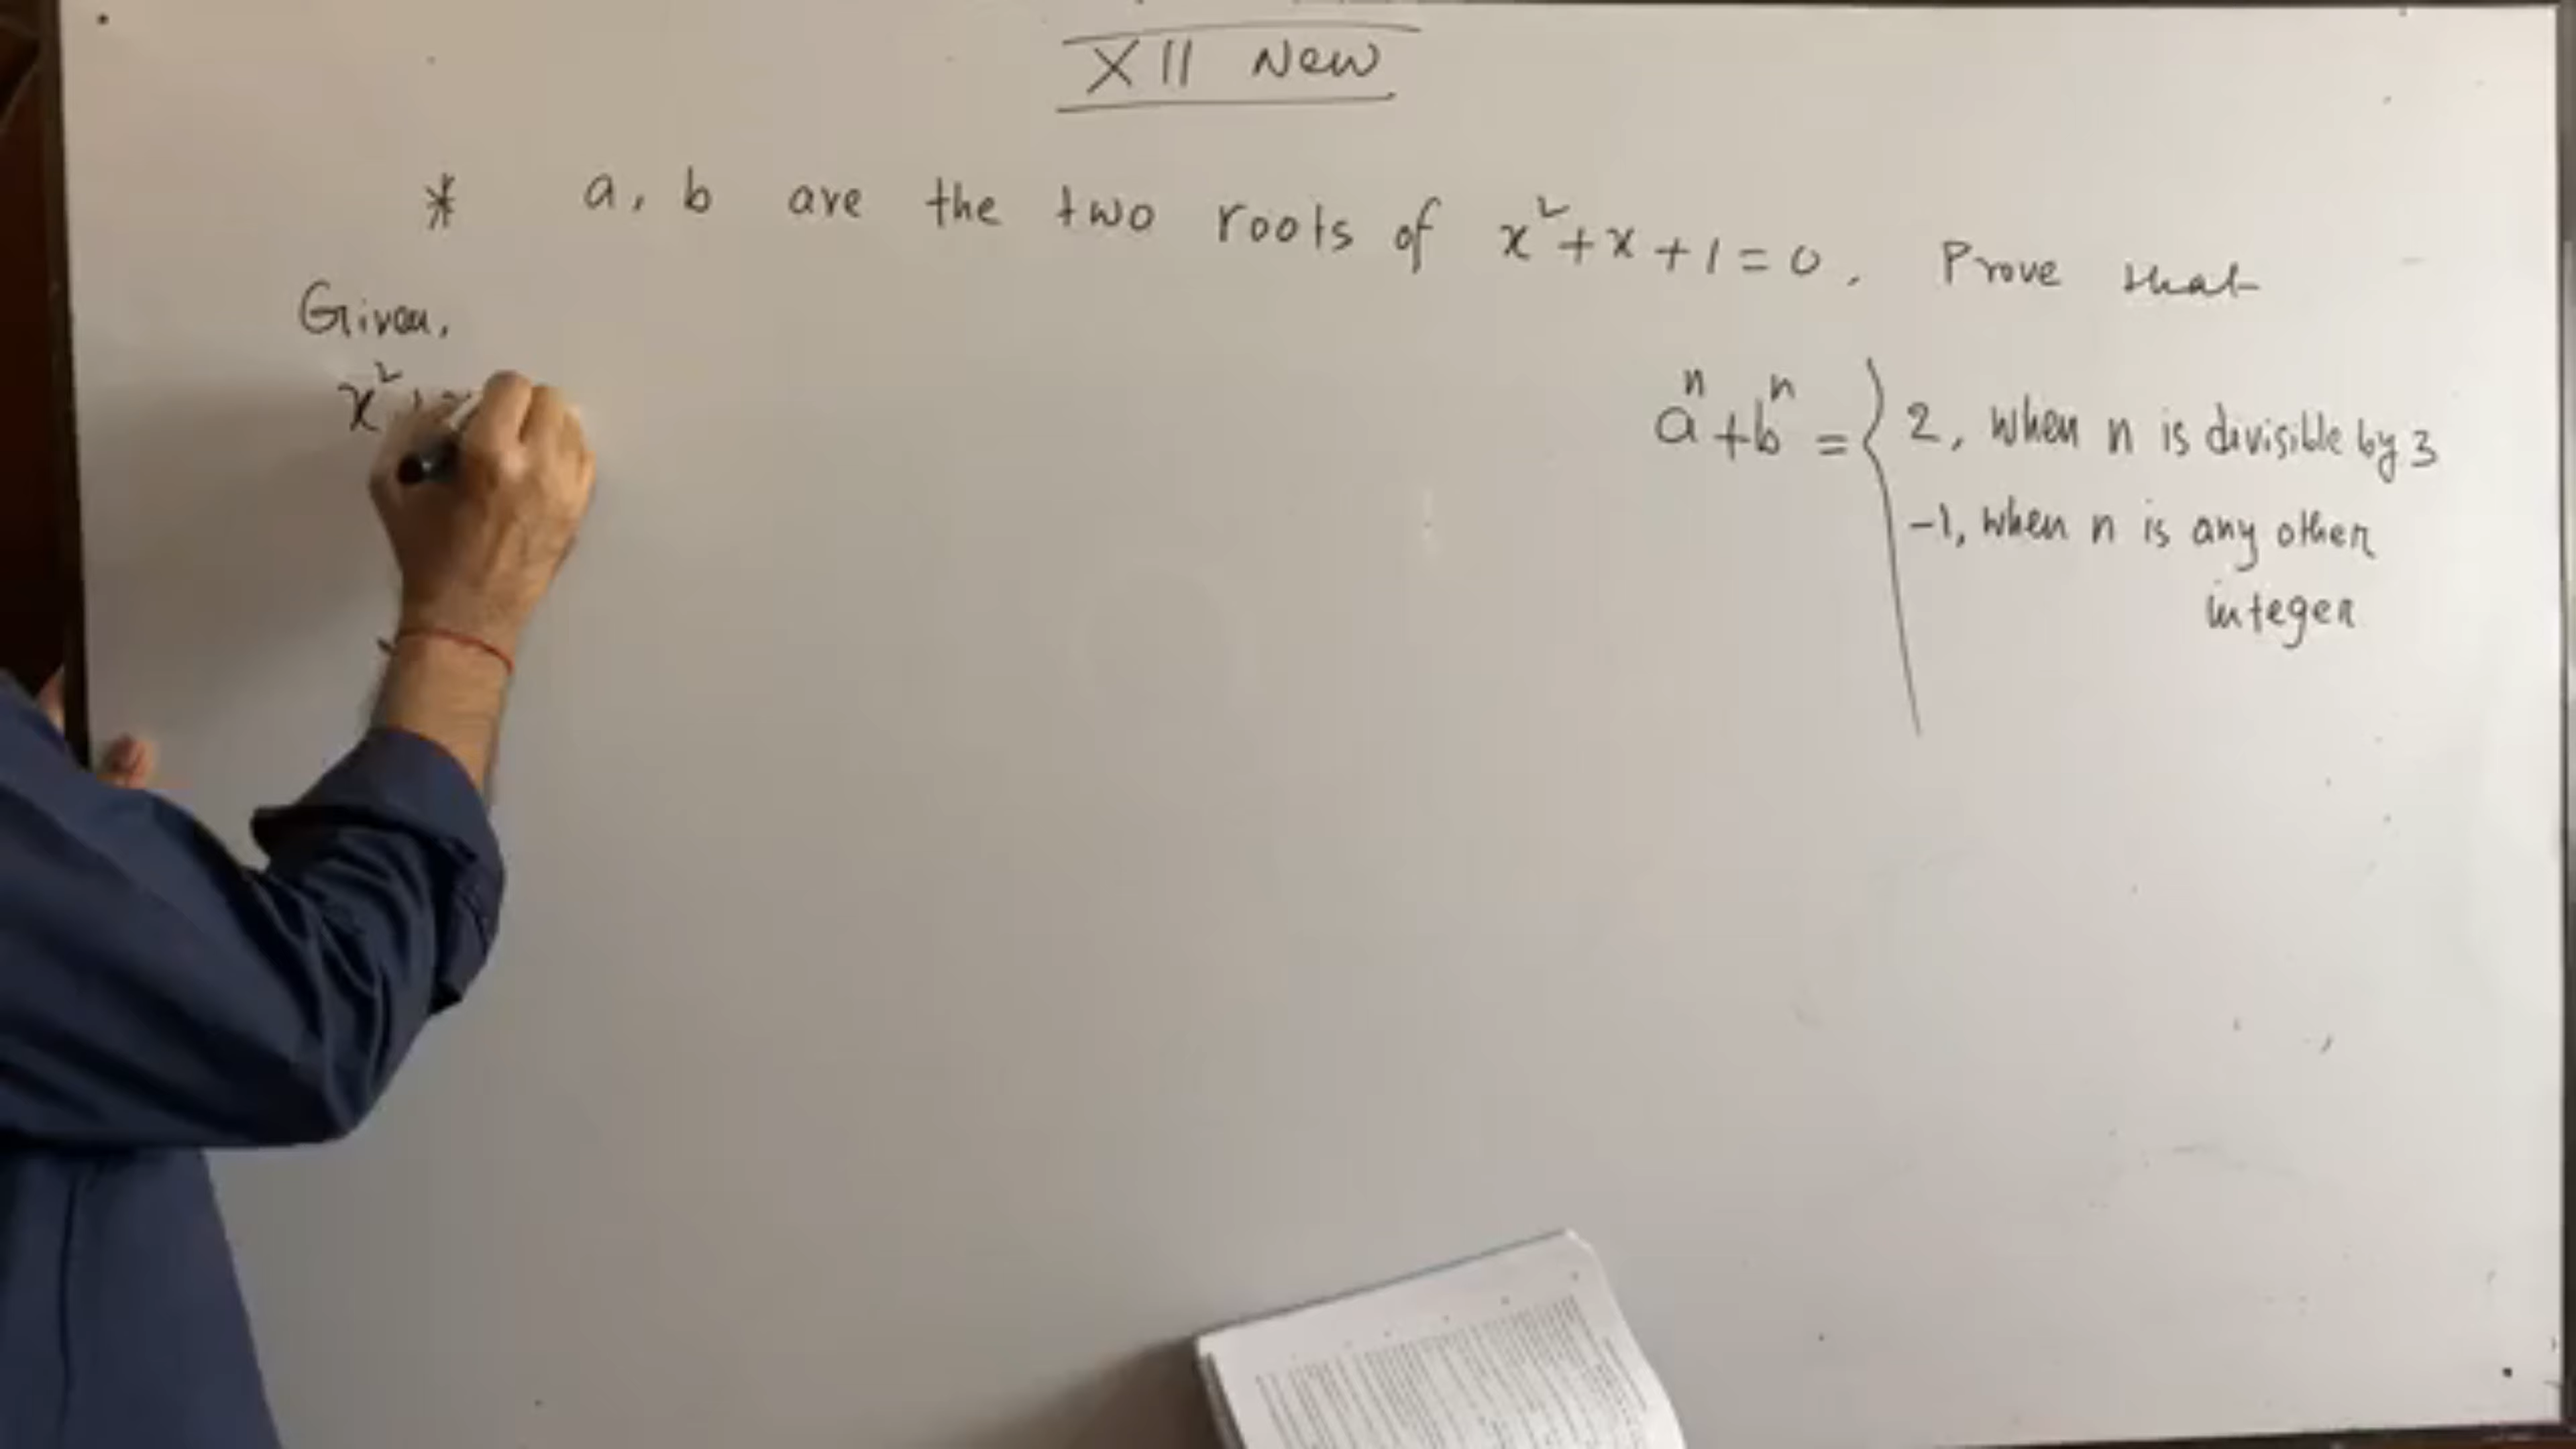 XII New
* a, b are the two roots of x²+x+1=0, Prove that
Given,
x²+x
aⁿ+bⁿ = { 2, when n is divisible by 3
-1, when n is any other
integer